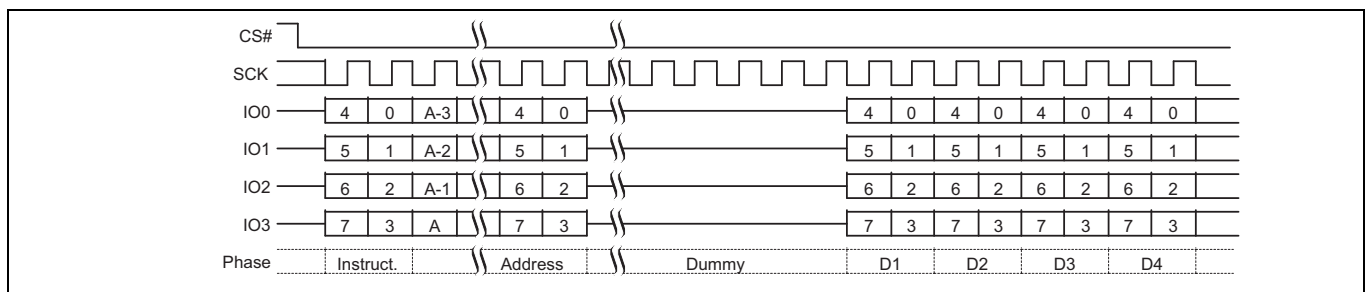 CS#
SCK
IO0 4 0 A-3 4 0 4 0 4 0 4 0 4 0
IO1 5 1 A-2 5 1 5 1 5 1 5 1 5 1
IO2 6 2 A-1 6 2 6 2 6 2 6 2 6 2
IO3 7 3 A 7 3 7 3 7 3 7 3 7 3
Phase Instruct. Address Dummy D1 D2 D3 D4